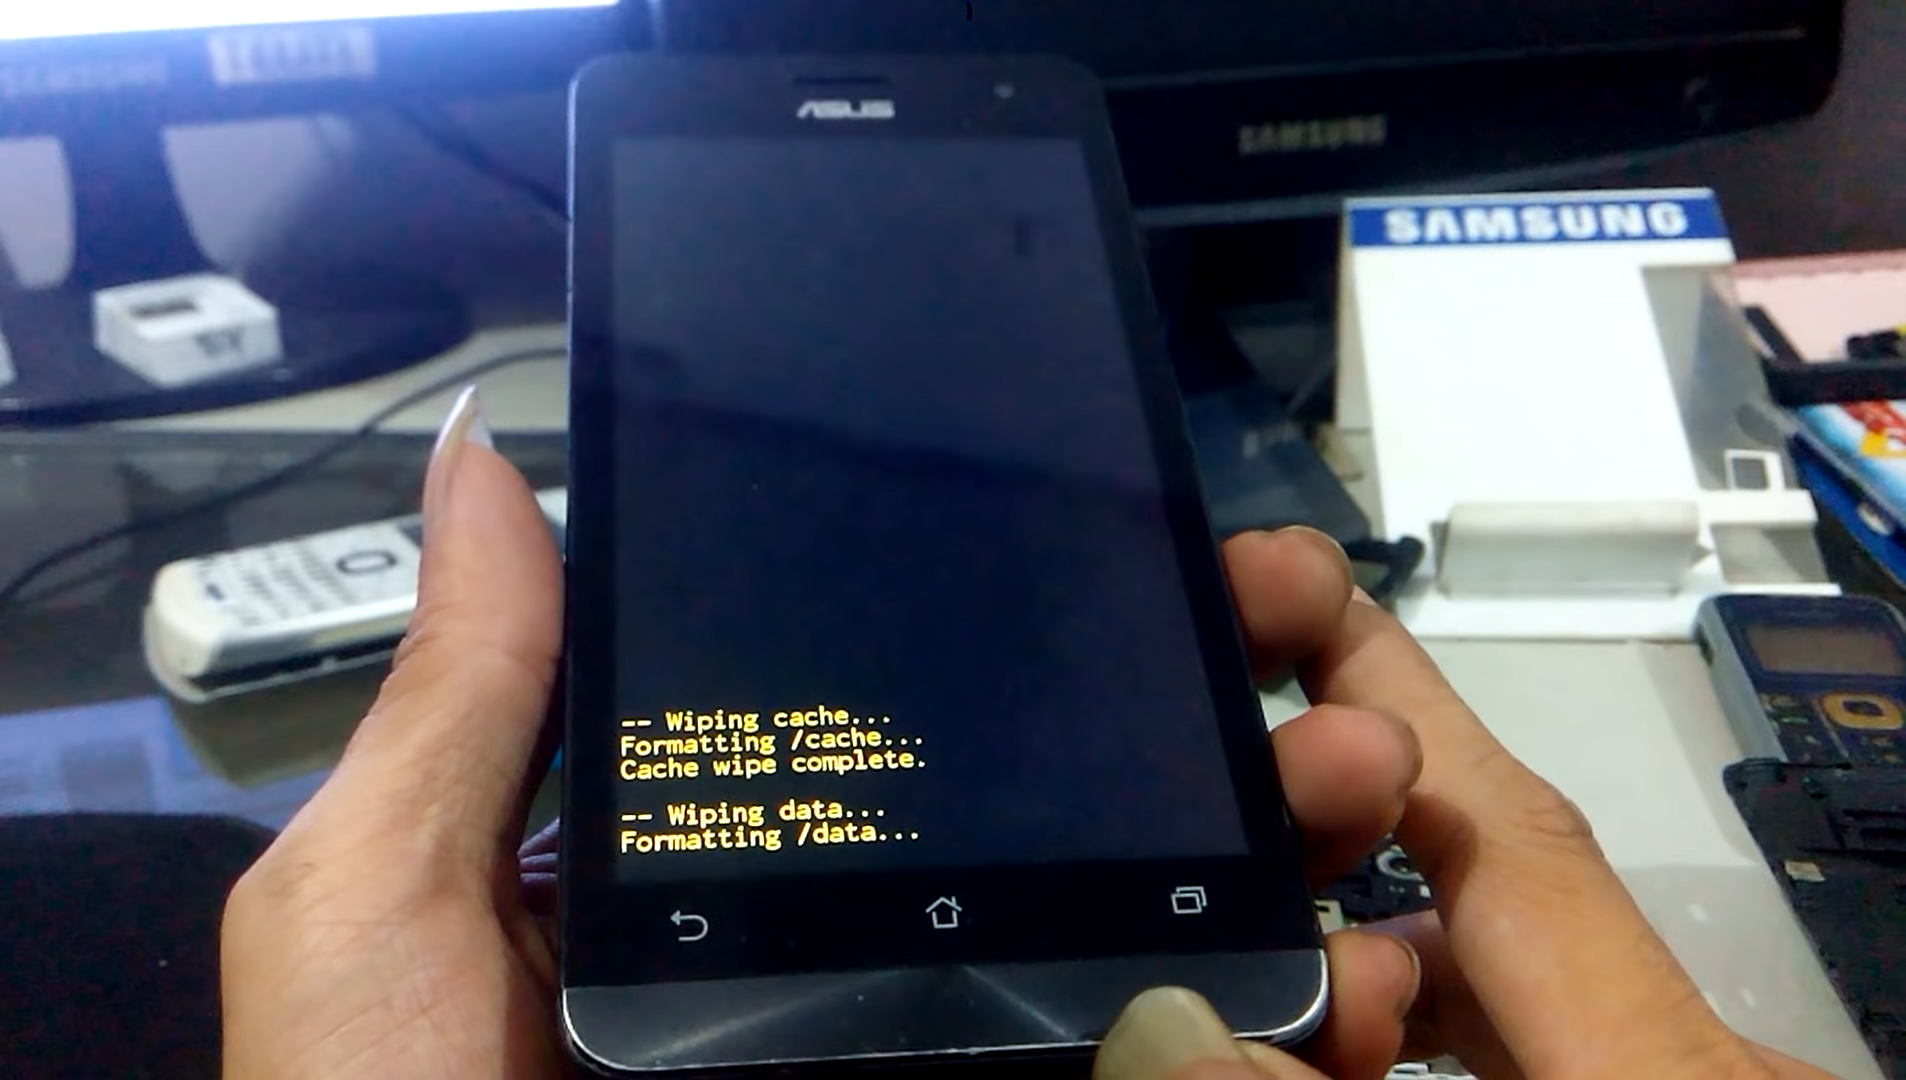 ASUS
SAMSUNG
SAMSUNG
-- Wiping cache...
Formatting /cache...
Cache wipe complete.
-- Wiping data...
Formatting /data...